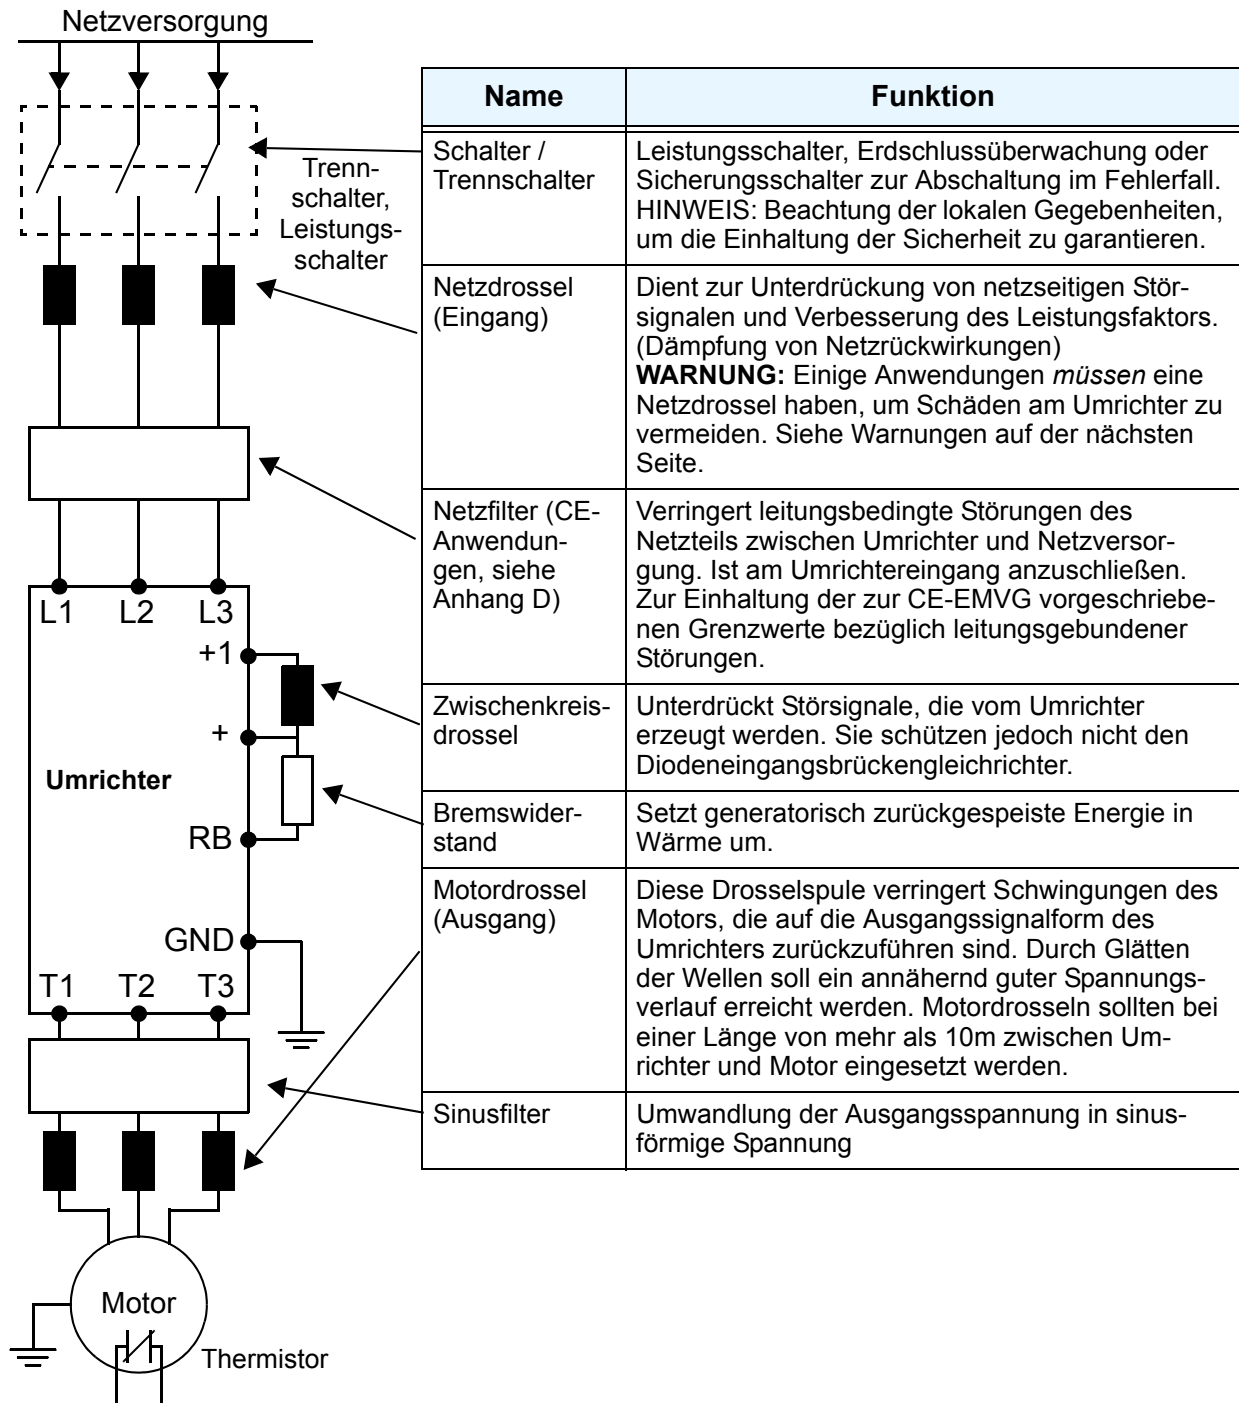 Netzversorgung
Trenn-
schalter,
Leistungs-
schalter
L1 L2 L3
+1
+
Umrichter
RB
GND
T1 T2 T3
Motor
Thermistor
Name Funktion
Schalter /
Trennschalter
Leistungsschalter, Erdschlussüberwachung oder
Sicherungsschalter zur Abschaltung im Fehlerfall.
HINWEIS: Beachtung der lokalen Gegebenheiten,
um die Einhaltung der Sicherheit zu garantieren.
Netzdrossel
(Eingang)
Dient zur Unterdrückung von netzseitigen Stör-
signalen und Verbesserung des Leistungsfaktors.
(Dämpfung von Netzrückwirkungen)
WARNUNG: Einige Anwendungen müssen eine
Netzdrossel haben, um Schäden am Umrichter zu
vermeiden. Siehe Warnungen auf der nächsten
Seite.
Netzfilter (CE-
Anwendun-
gen, siehe
Anhang D)
Verringert leitungsbedingte Störungen des
Netzteils zwischen Umrichter und Netzversor-
gung. Ist am Umrichtereingang anzuschließen.
Zur Einhaltung der zur CE-EMVG vorgeschriebe-
nen Grenzwerte bezüglich leitungsgebundener
Störungen.
Zwischenkreis-
drossel
Unterdrückt Störsignale, die vom Umrichter
erzeugt werden. Sie schützen jedoch nicht den
Diodeneingangsbrückengleichrichter.
Bremswider-
stand
Setzt generatorisch zurückgespeiste Energie in
Wärme um.
Motordrossel
(Ausgang)
Diese Drosselspule verringert Schwingungen des
Motors, die auf die Ausgangssignalform des
Umrichters zurückzuführen sind. Durch Glätten
der Wellen soll ein annähernd guter Spannungs-
verlauf erreicht werden. Motordrosseln sollten bei
einer Länge von mehr als 10m zwischen Um-
richter und Motor eingesetzt werden.
Sinusfilter
Umwandlung der Ausgangsspannung in sinus-
förmige Spannung